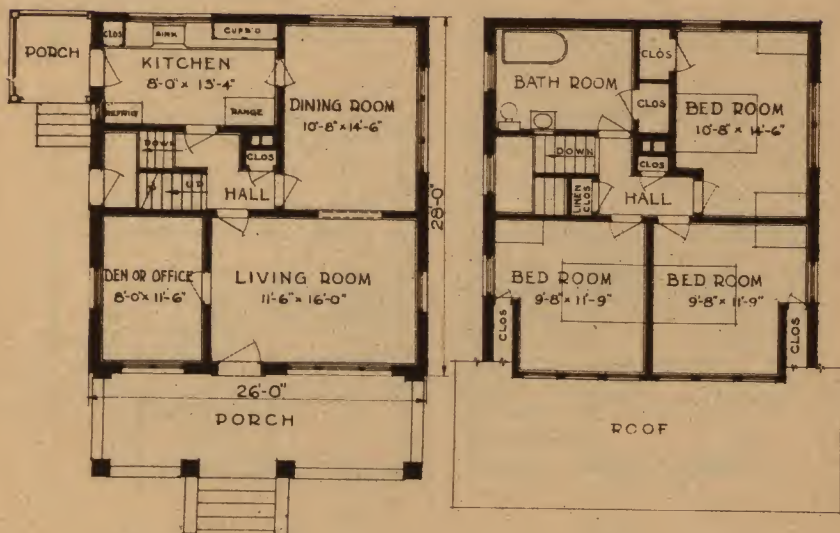 PORCH
CLOS
SINK
CUPB'D
KITCHEN
8'-0" x 13'-4"
REFRIG
RANGE
DINING ROOM
10'-8" x 14'-6"
DOWN
CLOS
UP
HALL
28'-0"
DEN OR OFFICE
8'-0" x 11'-6"
LIVING ROOM
11'-6" x 16'-0"
26'-0"
PORCH
BATH ROOM
CLOS
CLOS
BED ROOM
10'-8" x 14'-6"
DOWN
CLOS
LINEN
CLOS
HALL
BED ROOM
9'-8" x 11'-9"
BED ROOM
9'-8" x 11'-9"
CLOS
CLOS
ROOF